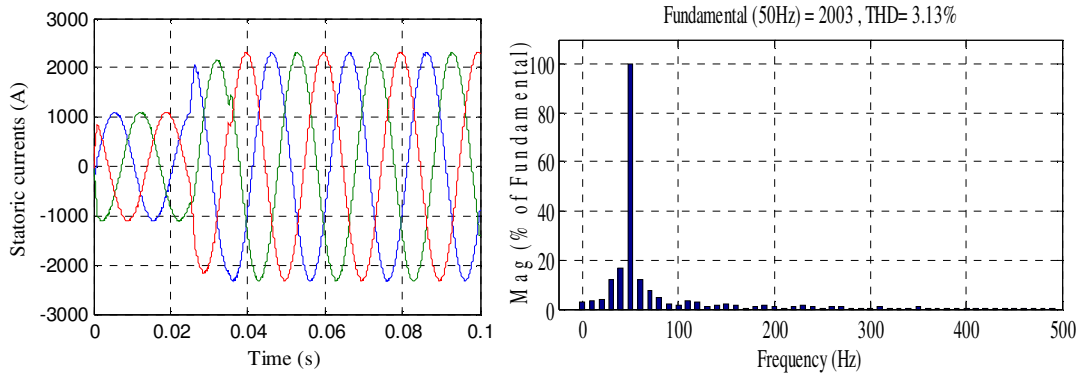 Fundamental (50Hz) = 2003 , THD= 3.13%
Statoric currents (A)
3000
2000
1000
0
-1000
-2000
-3000
0 0.02 0.04 0.06 0.08 0.1
Time (s)
Mag (% of Fundamental)
100
80
60
40
20
0
0 100 200 300 400 500
Frequency (Hz)